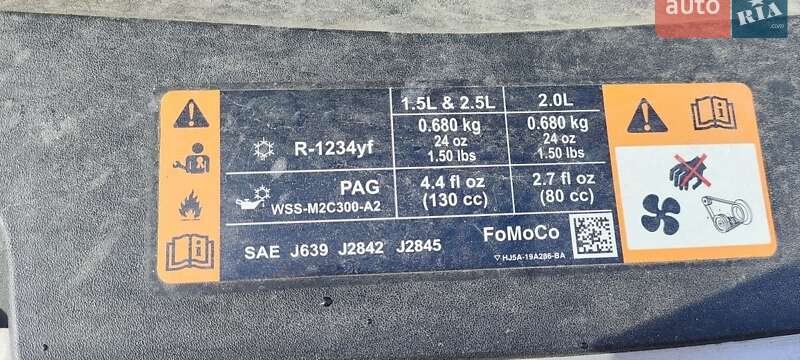 auto
RIA
.com
1.5L & 2.5L 2.0L
R-1234yf
0.680 kg 0.680 kg
24 oz 24 oz
1.50 lbs 1.50 lbs
PAG
WSS-M2C300-A2
4.4 fl oz 2.7 fl oz
(130 cc) (80 cc)
SAE J639 J2842 J2845
FoMoCo
HJ5A-19A286-BA